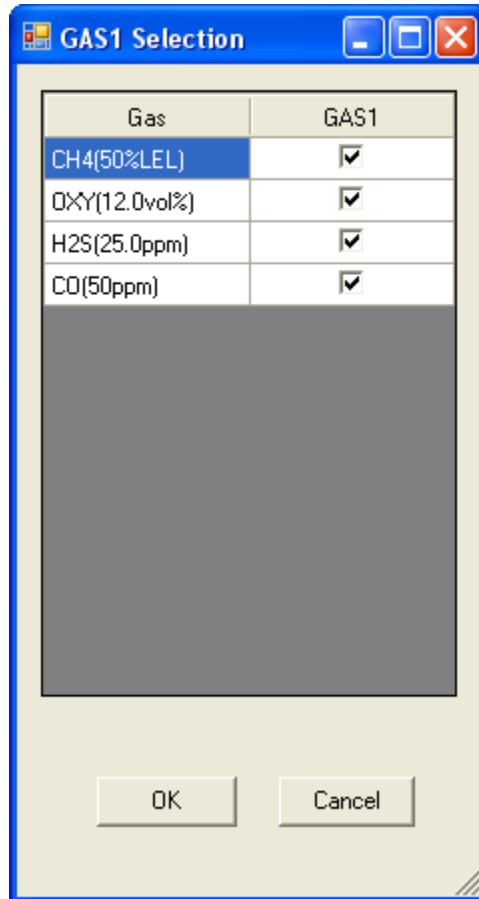 GAS1 Selection
Gas GAS1
CH4(50%LEL)
OXY(12.0vol%)
H2S(25.0ppm)
CO(50ppm)
OK Cancel